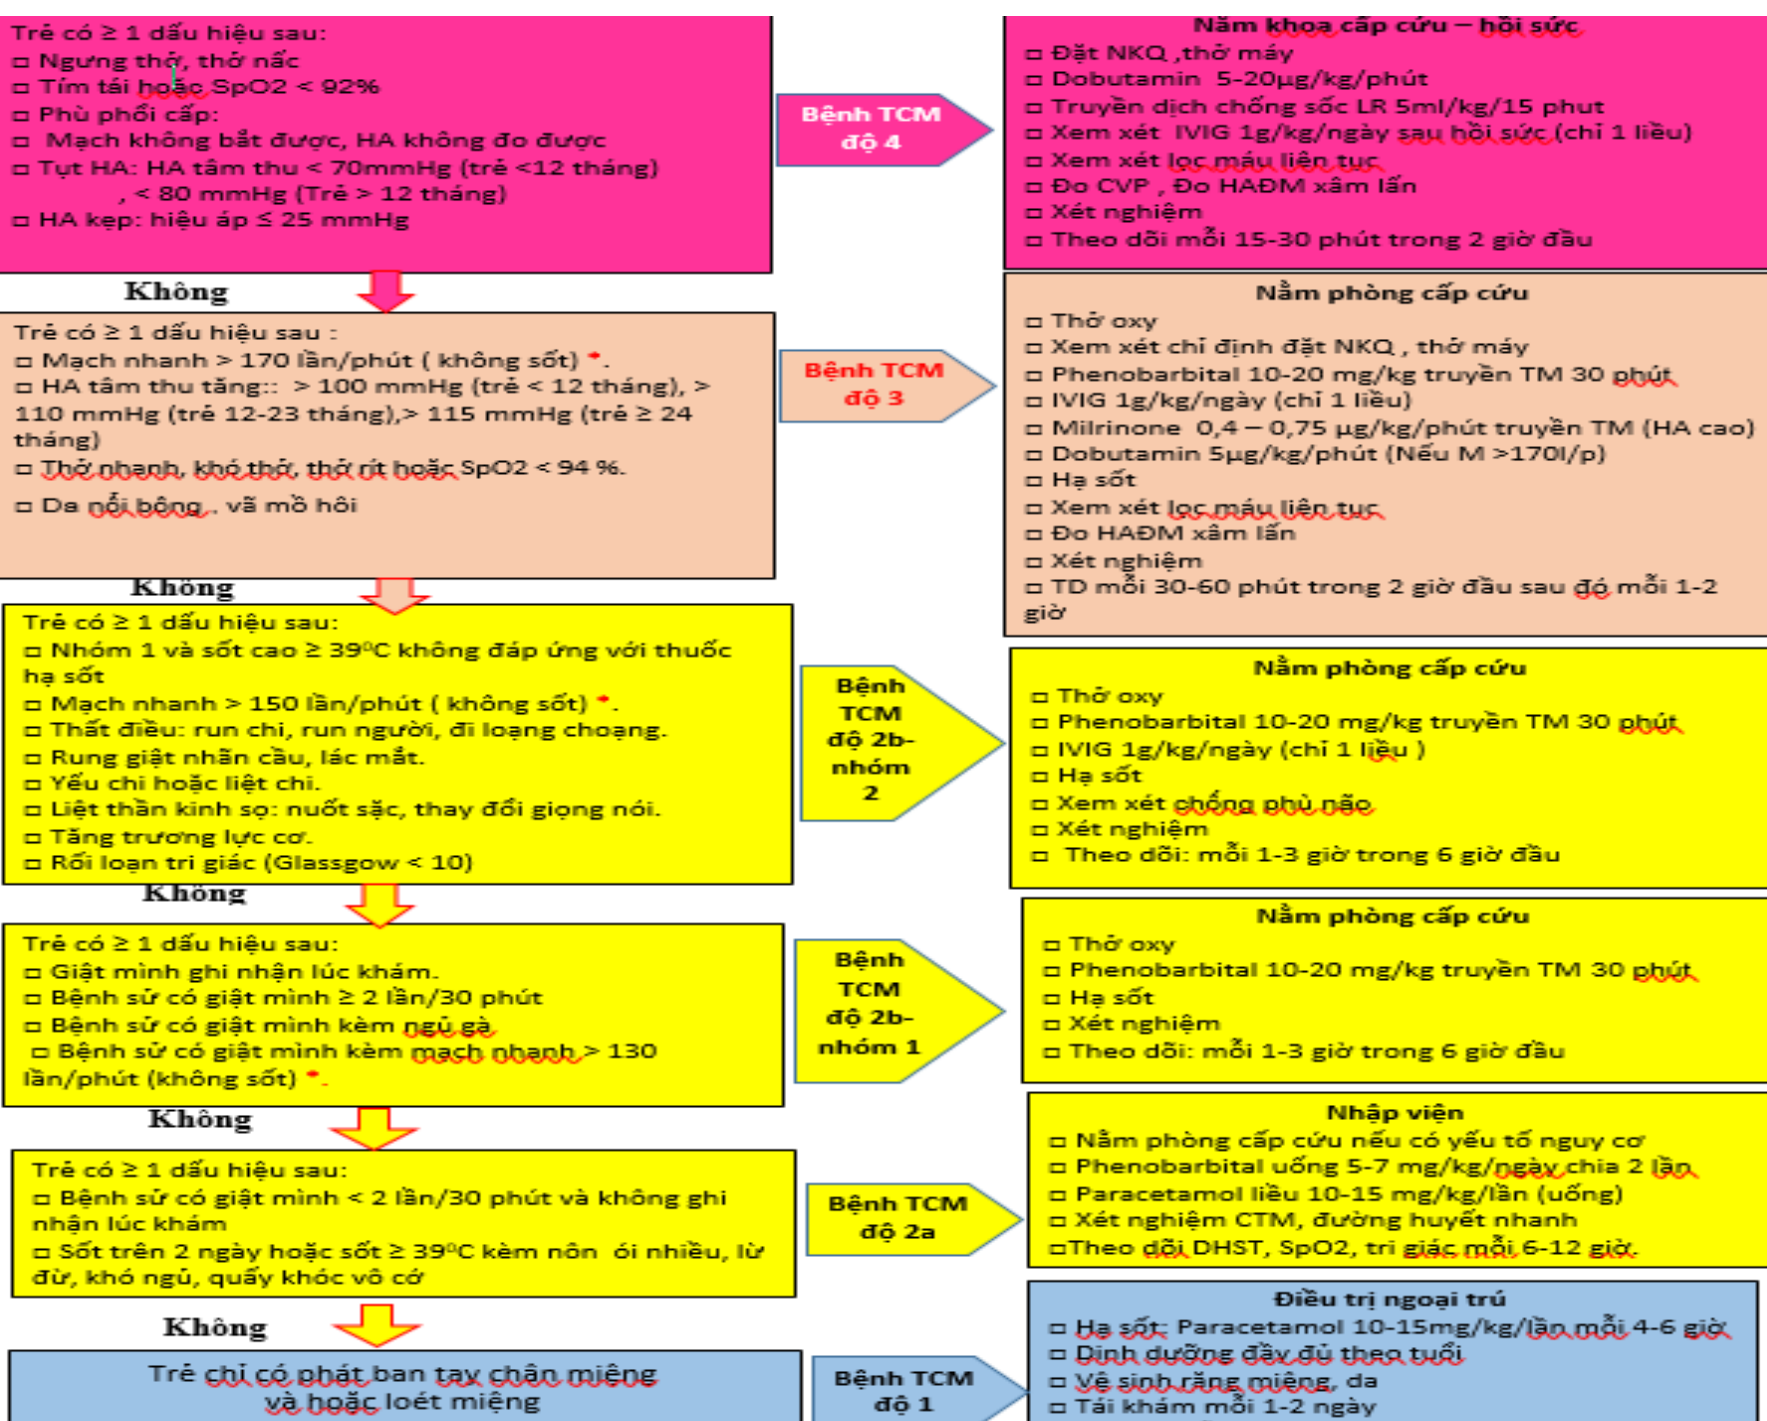 Trẻ có ≥ 1 dấu hiệu sau:
□ Ngưng thở, thở nấc
□ Tím tái hoặc SpO2 < 92%
□ Phù phổi cấp:
□ Mạch không bắt được, HA không đo được
□ Tụt HA: HA tâm thu < 70mmHg (trẻ <12 tháng)
, < 80 mmHg (Trẻ > 12 tháng)
□ HA kẹp: hiệu áp ≤ 25 mmHg
Bệnh TCM
độ 4
Nằm khoa cấp cứu – hồi sức
□ Đặt NKQ ,thở máy
□ Dobutamin 5-20µg/kg/phút
□ Truyền dịch chống sốc LR 5ml/kg/15 phut
□ Xem xét IVIG 1g/kg/ngày sau hồi sức (chỉ 1 liều)
□ Xem xét lọc máu liên tục
□ Đo CVP , Đo HAĐM xâm lấn
□ Xét nghiệm
□ Theo dõi mỗi 15-30 phút trong 2 giờ đầu
Không
Trẻ có ≥ 1 dấu hiệu sau :
□ Mạch nhanh > 170 lần/phút ( không sốt) *.
□ HA tâm thu tăng:: > 100 mmHg (trẻ < 12 tháng), >
110 mmHg (trẻ 12-23 tháng),> 115 mmHg (trẻ ≥ 24
tháng)
□ Thở nhanh, khó thở, thở rít hoặc SpO2 < 94 %.
□ Da nổi bông , vã mồ hôi
Bệnh TCM
độ 3
Nằm phòng cấp cứu
□ Thở oxy
□ Xem xét chỉ định đặt NKQ , thở máy
□ Phenobarbital 10-20 mg/kg truyền TM 30 phút
□ IVIG 1g/kg/ngày (chỉ 1 liều)
□ Milrinone 0,4 – 0,75 µg/kg/phút truyền TM (HA cao)
□ Dobutamin 5µg/kg/phút (Nếu M >170l/p)
□ Hạ sốt
□ Xem xét lọc máu liên tục
□ Đo HAĐM xâm lấn
□ Xét nghiệm
□ TD mỗi 30-60 phút trong 2 giờ đầu sau đó mỗi 1-2
giờ
Không
Trẻ có ≥ 1 dấu hiệu sau:
□ Nhóm 1 và sốt cao ≥ 39⁰C không đáp ứng với thuốc
hạ sốt
□ Mạch nhanh > 150 lần/phút ( không sốt) *.
□ Thất điều: run chi, run người, đi loạng choạng.
□ Rung giật nhãn cầu, lác mắt.
□ Yếu chi hoặc liệt chi.
□ Liệt thần kinh sọ: nuốt sặc, thay đổi giọng nói.
□ Tăng trương lực cơ.
□ Rối loạn tri giác (Glassgow < 10)
Bệnh
TCM
độ 2b-
nhóm
2
Nằm phòng cấp cứu
□ Thở oxy
□ Phenobarbital 10-20 mg/kg truyền TM 30 phút
□ IVIG 1g/kg/ngày (chỉ 1 liều )
□ Hạ sốt
□ Xem xét chống phù não
□ Xét nghiệm
□ Theo dõi: mỗi 1-3 giờ trong 6 giờ đầu
Không
Trẻ có ≥ 1 dấu hiệu sau:
□ Giật mình ghi nhận lúc khám.
□ Bệnh sử có giật mình ≥ 2 lần/30 phút
□ Bệnh sử có giật mình kèm ngủ gà
□ Bệnh sử có giật mình kèm mạch nhanh > 130
lần/phút (không sốt) *.
Bệnh
TCM
độ 2b-
nhóm 1
Nằm phòng cấp cứu
□ Thở oxy
□ Phenobarbital 10-20 mg/kg truyền TM 30 phút
□ Hạ sốt
□ Xét nghiệm
□ Theo dõi: mỗi 1-3 giờ trong 6 giờ đầu
Không
Trẻ có ≥ 1 dấu hiệu sau:
□ Bệnh sử có giật mình < 2 lần/30 phút và không ghi
nhận lúc khám
□ Sốt trên 2 ngày hoặc sốt ≥ 39⁰C kèm nôn ói nhiều, lừ
đừ, khó ngủ, quấy khóc vô cớ
Bệnh TCM
độ 2a
Nhập viện
□ Nằm phòng cấp cứu nếu có yếu tố nguy cơ
□ Phenobarbital uống 5-7 mg/kg/ngày chia 2 lần
□ Paracetamol liều 10-15 mg/kg/lần (uống)
□ Xét nghiệm CTM, đường huyết nhanh
□Theo dõi DHST, SpO2, tri giác mỗi 6-12 giờ.
Không
Trẻ chỉ có phát ban tay chân miệng
và hoặc loét miệng
Bệnh TCM
độ 1
Điều trị ngoại trú
□ Hạ sốt: Paracetamol 10-15mg/kg/lần mỗi 4-6 giờ
□ Dinh dưỡng đầy đủ theo tuổi
□ Vệ sinh răng miệng, da
□ Tái khám mỗi 1-2 ngày